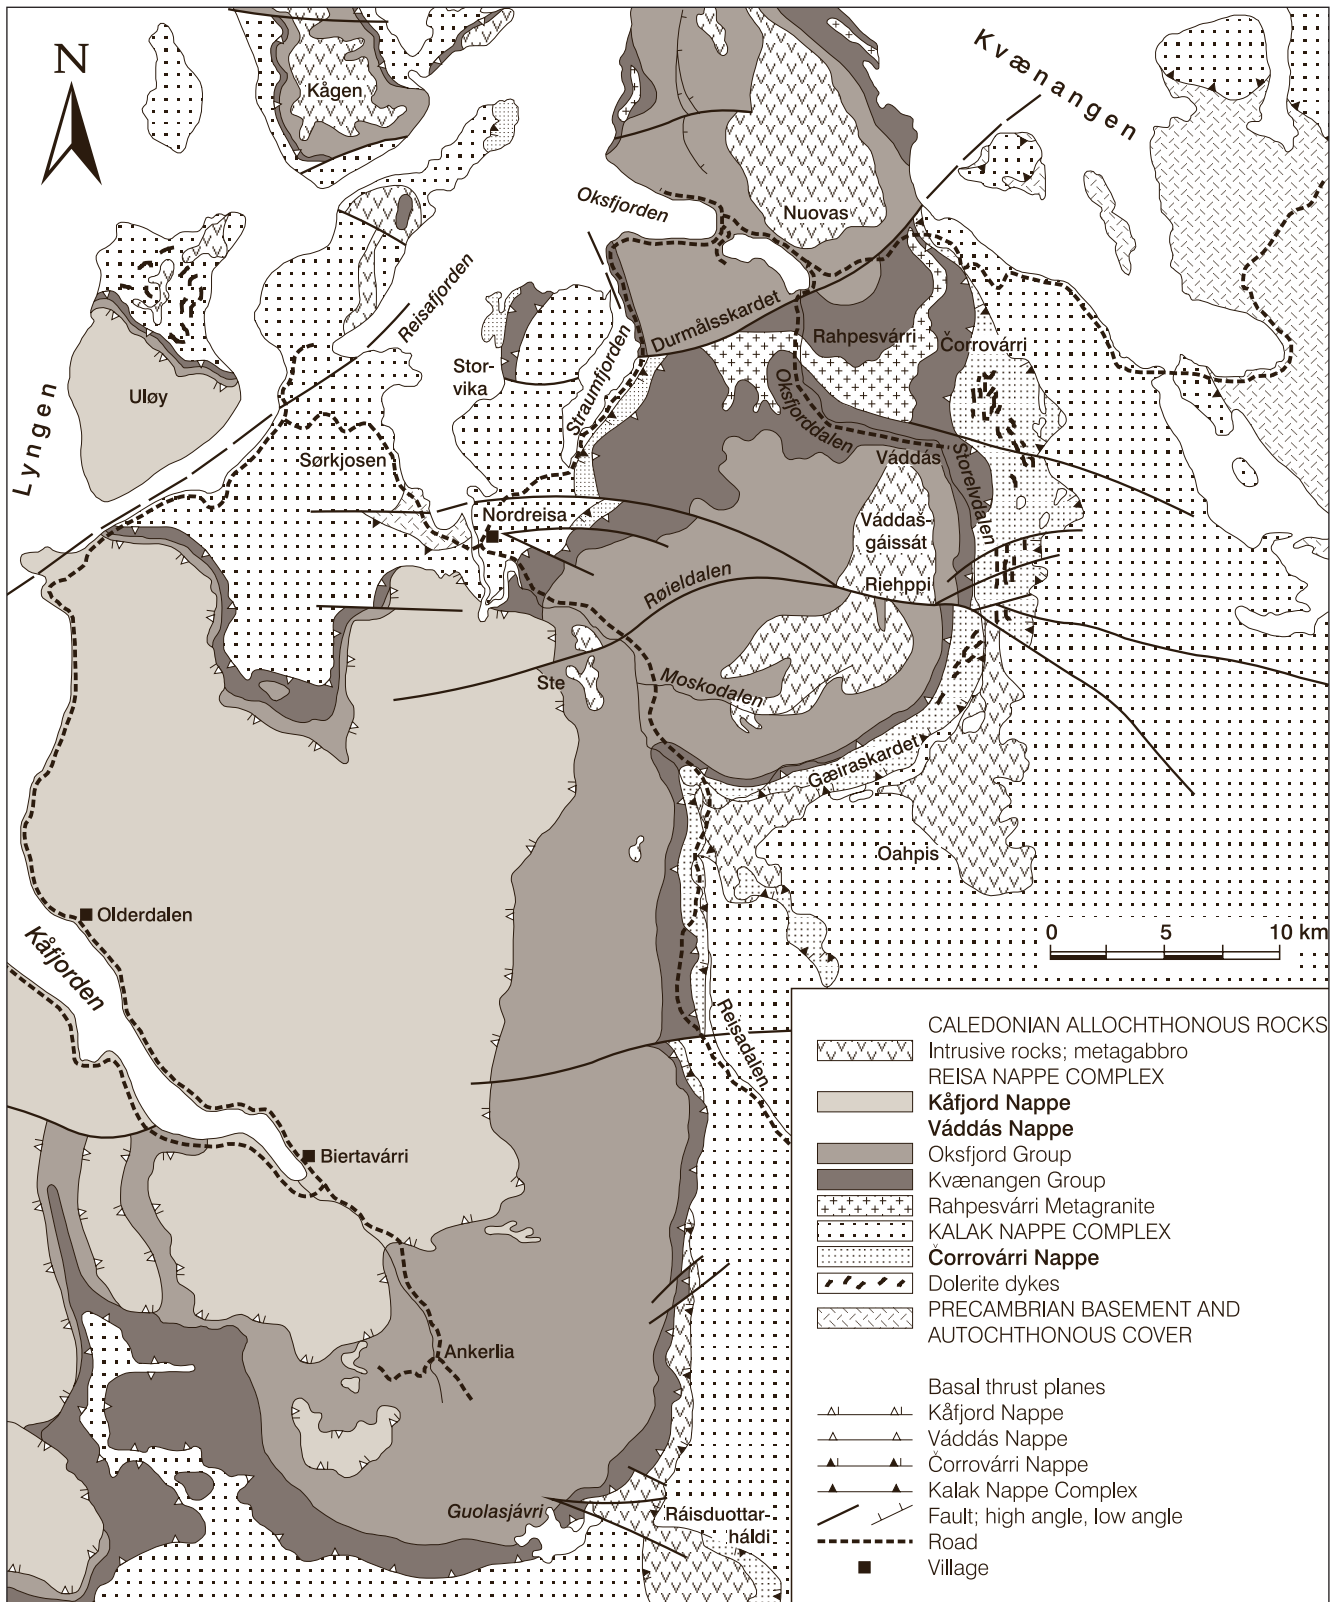 N
Kågen
Kvænangen
Oksfjorden
Nuovas
Reisafjorden
Durmålsskardet
Rahpesvárri
Čorrovárri
Stor-
vika
Straumfjorden
Uløy
Lyngen
Oksfjorddalen
Sørkjosen
Váddás
Storelvdalen
Nordreisa
Váddas-
gáissát
Røieldalen
Riehppi
Ste
Moskodalen
Gæiraskardet
Oahpis
Olderdalen
Kåfjorden
0 5 10 km
Reisadalen
Biertavárri
Ankerlia
Guolasjávri
Ráisduottar-
háldi
CALEDONIAN ALLOCHTHONOUS ROCKS
Intrusive rocks; metagabbro
REISA NAPPE COMPLEX
Kåfjord Nappe
Váddás Nappe
Oksfjord Group
Kvænangen Group
Rahpesvárri Metagranite
KALAK NAPPE COMPLEX
Čorrovárri Nappe
Dolerite dykes
PRECAMBRIAN BASEMENT AND
AUTOCHTHONOUS COVER
Basal thrust planes
Kåfjord Nappe
Váddás Nappe
Čorrovárri Nappe
Kalak Nappe Complex
Fault; high angle, low angle
Road
Village